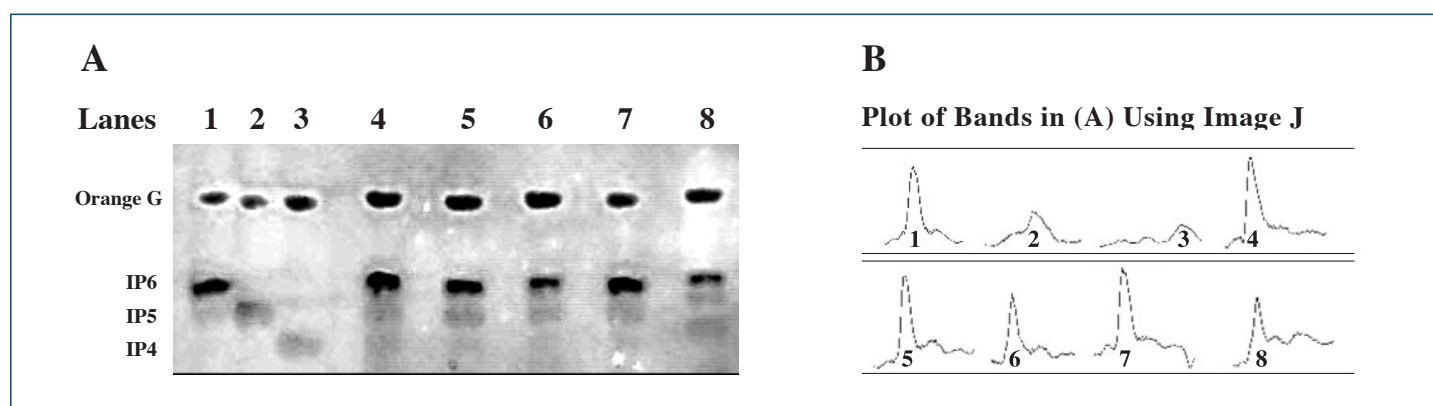 A
Lanes 1 2 3 4 5 6 7 8
Orange G
IP6
IP5
IP4
B
Plot of Bands in (A) Using Image J
1 2 3 4
5 6 7 8